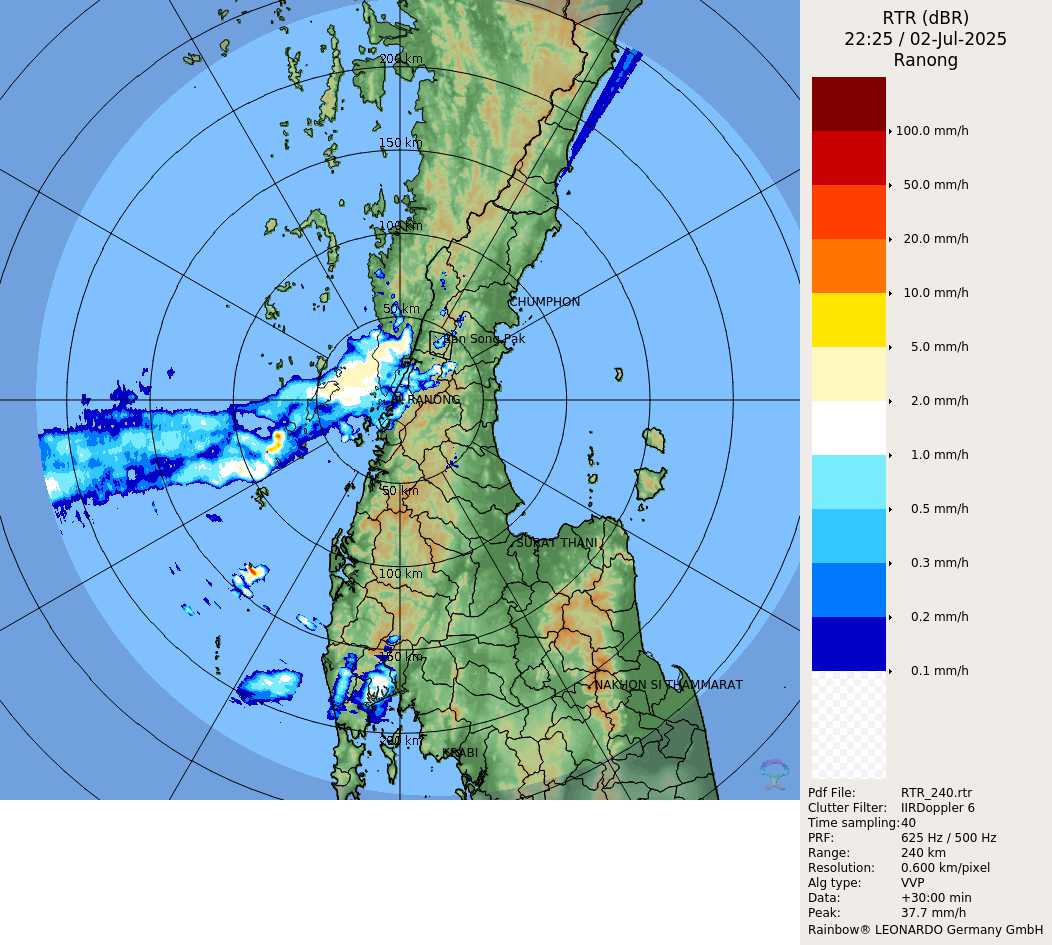 RTR (dBR)
22:25 / 02-Jul-2025
Ranong
200 km
150 km
100 km
50 km
CHUMPHON
Ban Song Pak
RANONG
50 km
SURAT THANI
100 km
150 km
NAKHON SI THAMMARAT
200 km
KRABI
100.0 mm/h
50.0 mm/h
20.0 mm/h
10.0 mm/h
5.0 mm/h
2.0 mm/h
1.0 mm/h
0.5 mm/h
0.3 mm/h
0.2 mm/h
0.1 mm/h
Pdf File: RTR_240.rtr
Clutter Filter: IIRDoppler 6
Time sampling:40
PRF: 625 Hz / 500 Hz
Range: 240 km
Resolution: 0.600 km/pixel
Alg type: VVP
Data: +30:00 min
Peak: 37.7 mm/h
Rainbow® LEONARDO Germany GmbH